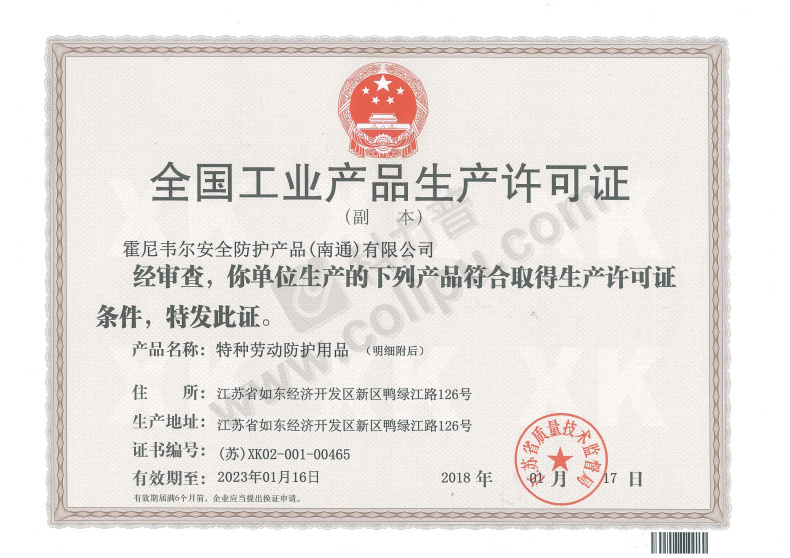 全国工业产品生产许可证
(副 本)
霍尼韦尔安全防护产品(南通)有限公司
经审查，你单位生产的下列产品符合取得生产许可证
条件，特发此证。
产品名称：特种劳动防护用品 （明细附后）
住 所：江苏省如东经济开发区新区鸭绿江路126号
生产地址：江苏省如东经济开发区新区鸭绿江路126号
证书编号：(苏)XK02-001-00465
有效期至：2023年01月16日
2018 年 01 月 17 日
江苏省质量技术监督局
有效期届满6个月前，企业应当提出换证申请。
科力普
www.colipu.com
XK XK XK